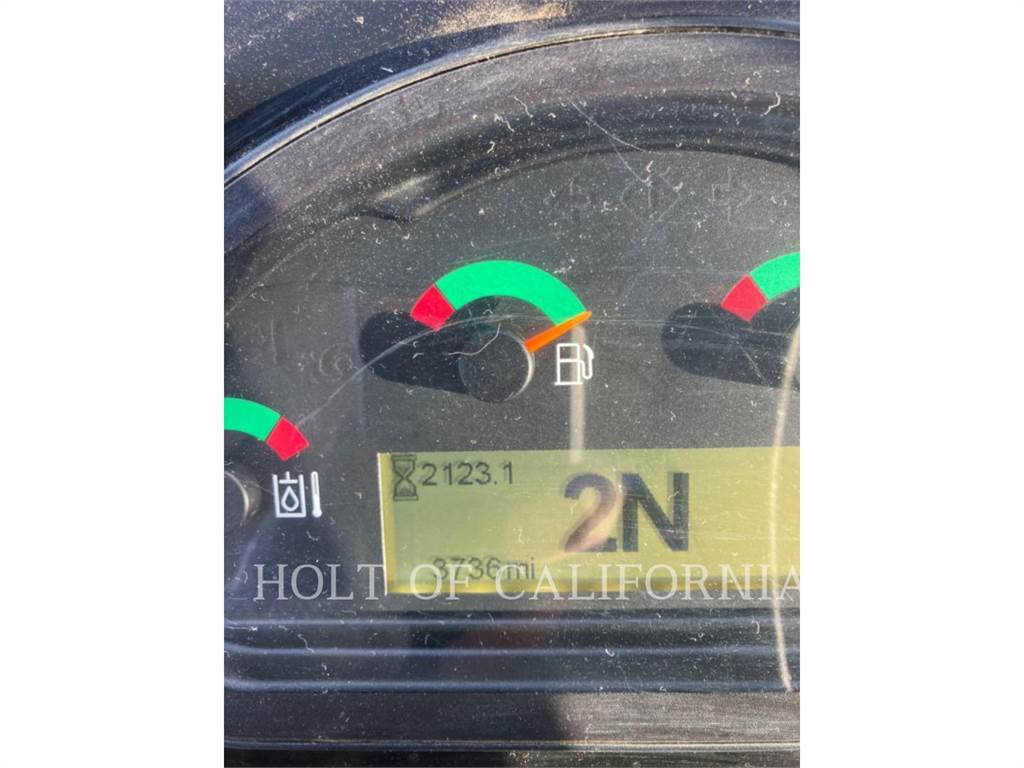 2123.1
2N
3736mi
HOLT OF CALIFORNIA